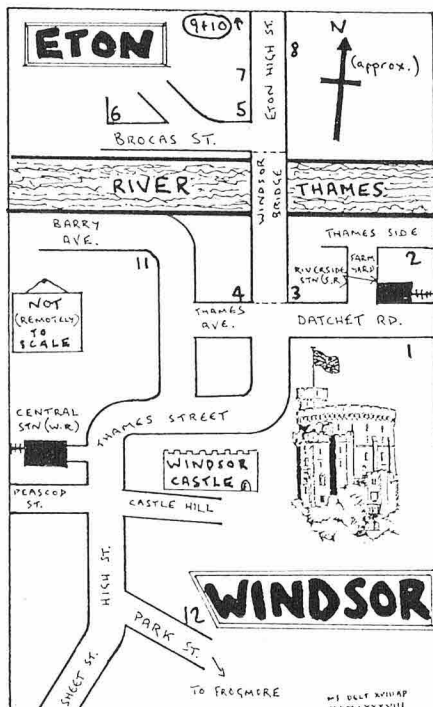 ETON
9+10
N
(approx.)
7
8
ETON HIGH ST.
6
5
BROCAS ST.
RIVER THAMES
WINDSOR BRIDGE
BARRY AVE.
THAMES SIDE
11
2
FARM YARD
RIVERSIDE STN (S.R)
NOT
(REMOTELY)
TO
SCALE
4
3
THAMES AVE.
DATCHET RD.
1
CENTRAL
STN (W.R)
THAMES STREET
WINDSOR
CASTLE
PEASCOD
ST.
CASTLE HILL
HIGH ST.
WINDSOR
12
PARK ST.
SHEET ST.
TO FROGMORE